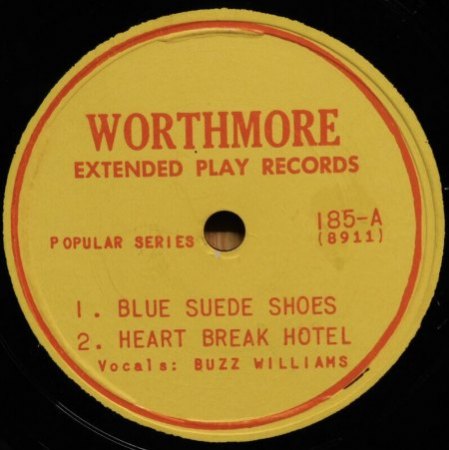 WORTHMORE
EXTENDED PLAY RECORDS
185-A
POPULAR SERIES (8911)
1. BLUE SUEDE SHOES
2. HEART BREAK HOTEL
Vocals: BUZZ WILLIAMS